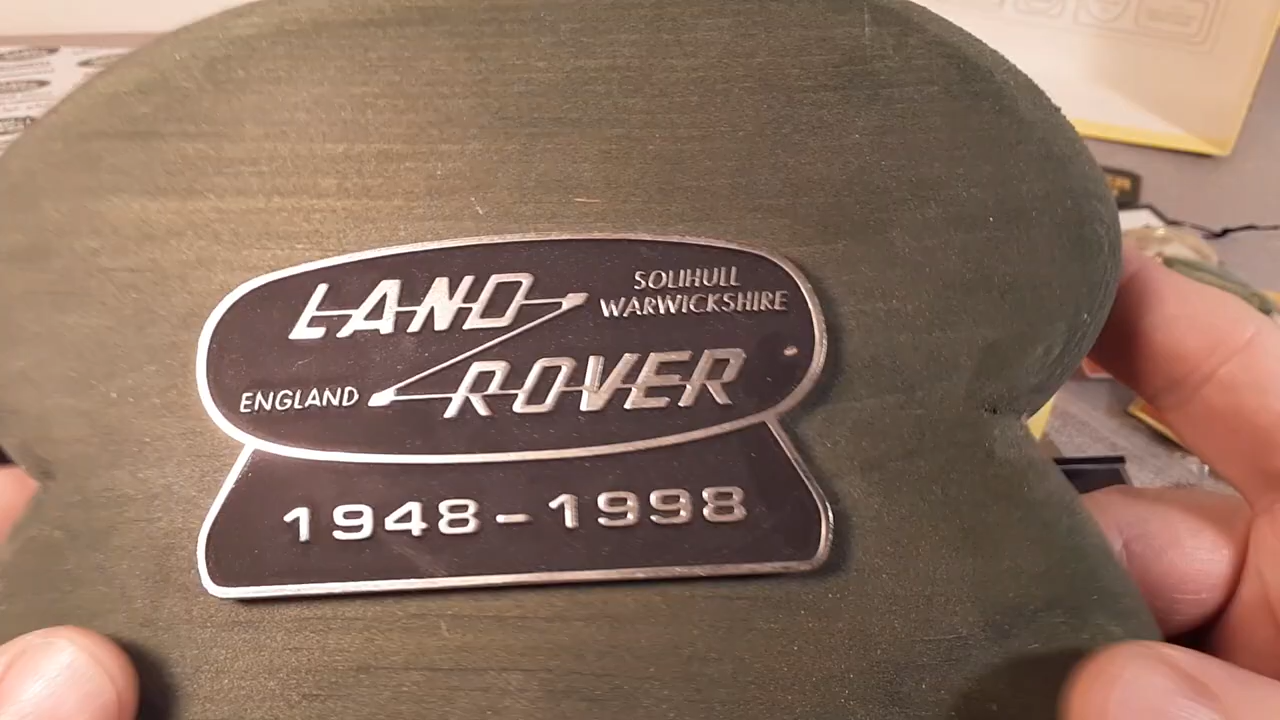 LAND
SOLIHULL
WARWICKSHIRE
ENGLAND
ROVER
1948-1998